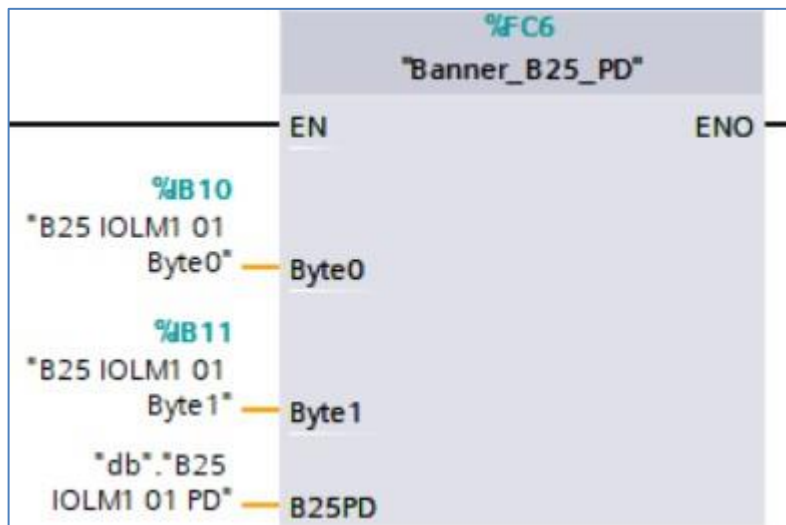 %FC6
"Banner_B25_PD"
EN ENO
%IB10
"B25 IOLM1 01
Byte0" Byte0
%IB11
"B25 IOLM1 01
Byte1" Byte1
"db"."B25
IOLM1 01 PD" B25PD